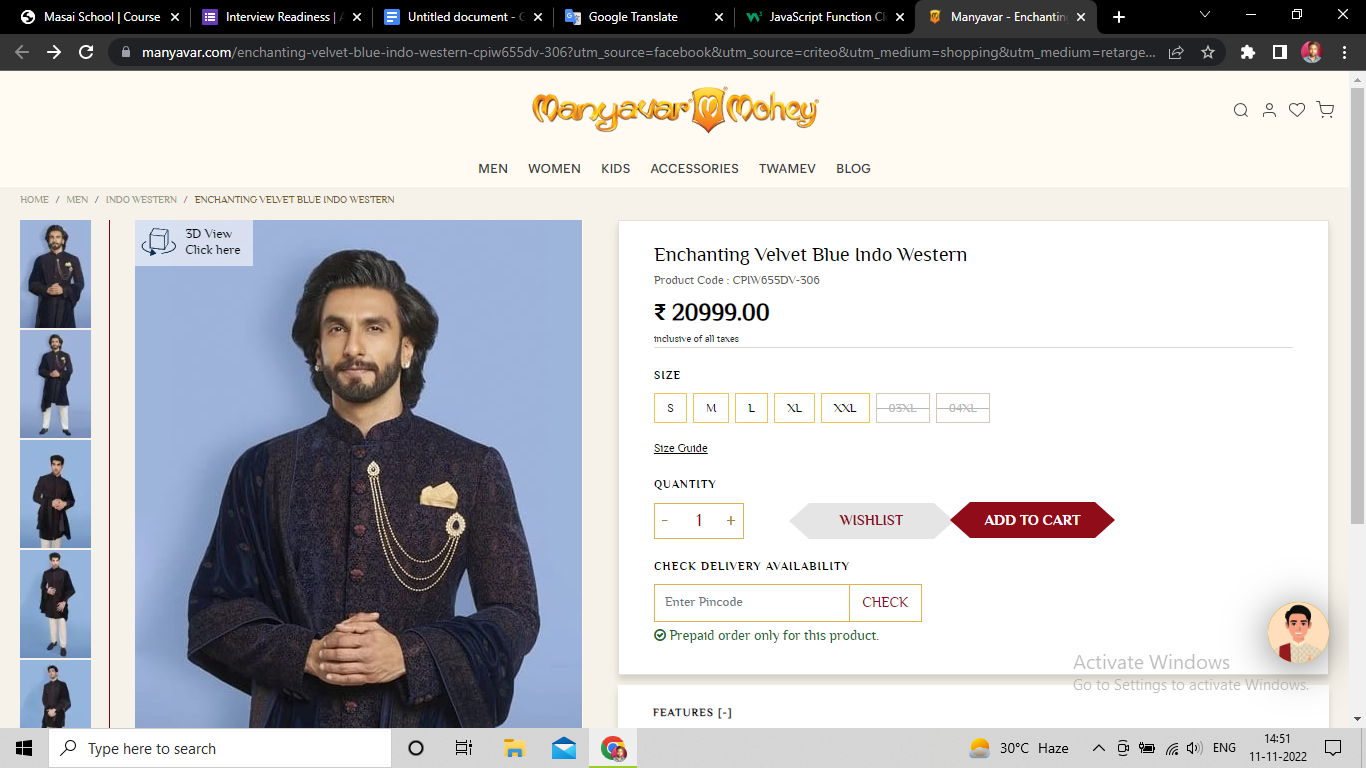 Masai School | Course
Interview Readiness | A
Untitled document - G
Google Translate
JavaScript Function Cl
Manyavar - Enchanting
manyavar.com/enchanting-velvet-blue-indo-western-cpiw655dv-306?utm_source=facebook&utm_source=criteo&utm_medium=shopping&utm_medium=retarge...
Manyavar Mohey
MEN WOMEN KIDS ACCESSORIES TWAMEV BLOG
HOME / MEN / INDO WESTERN / ENCHANTING VELVET BLUE INDO WESTERN
3D View
Click here
Enchanting Velvet Blue Indo Western
Product Code : CPIW655DV-306
₹ 20999.00
inclusive of all taxes
SIZE
S M L XL XXL 03XL 04XL
Size Guide
QUANTITY
- 1 +
WISHLIST
ADD TO CART
CHECK DELIVERY AVAILABILITY
Enter Pincode CHECK
Prepaid order only for this product.
Activate Windows
Go to Settings to activate Windows.
FEATURES [-]
Type here to search
30°C Haze
ENG
14:51
11-11-2022